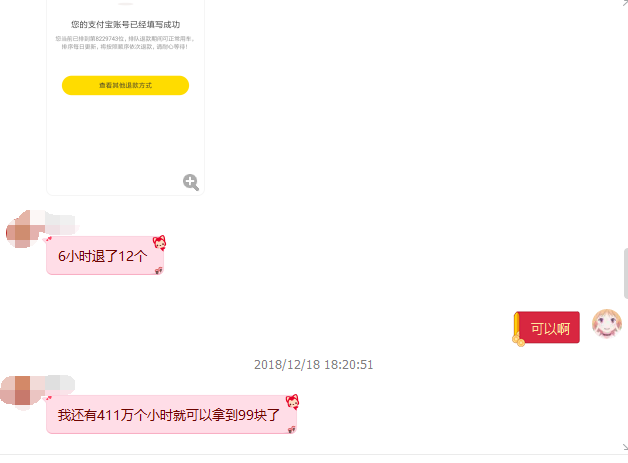 您的支付宝账号已经填写成功
您当前已排到第8229743位，排队退款期间可正常用车，
排序每日更新，将按照顺序依次退款，请耐心等待！
查看其他退款方式
6小时退了12个
可以啊
2018/12/18 18:20:51
我还有411万个小时就可以拿到99块了